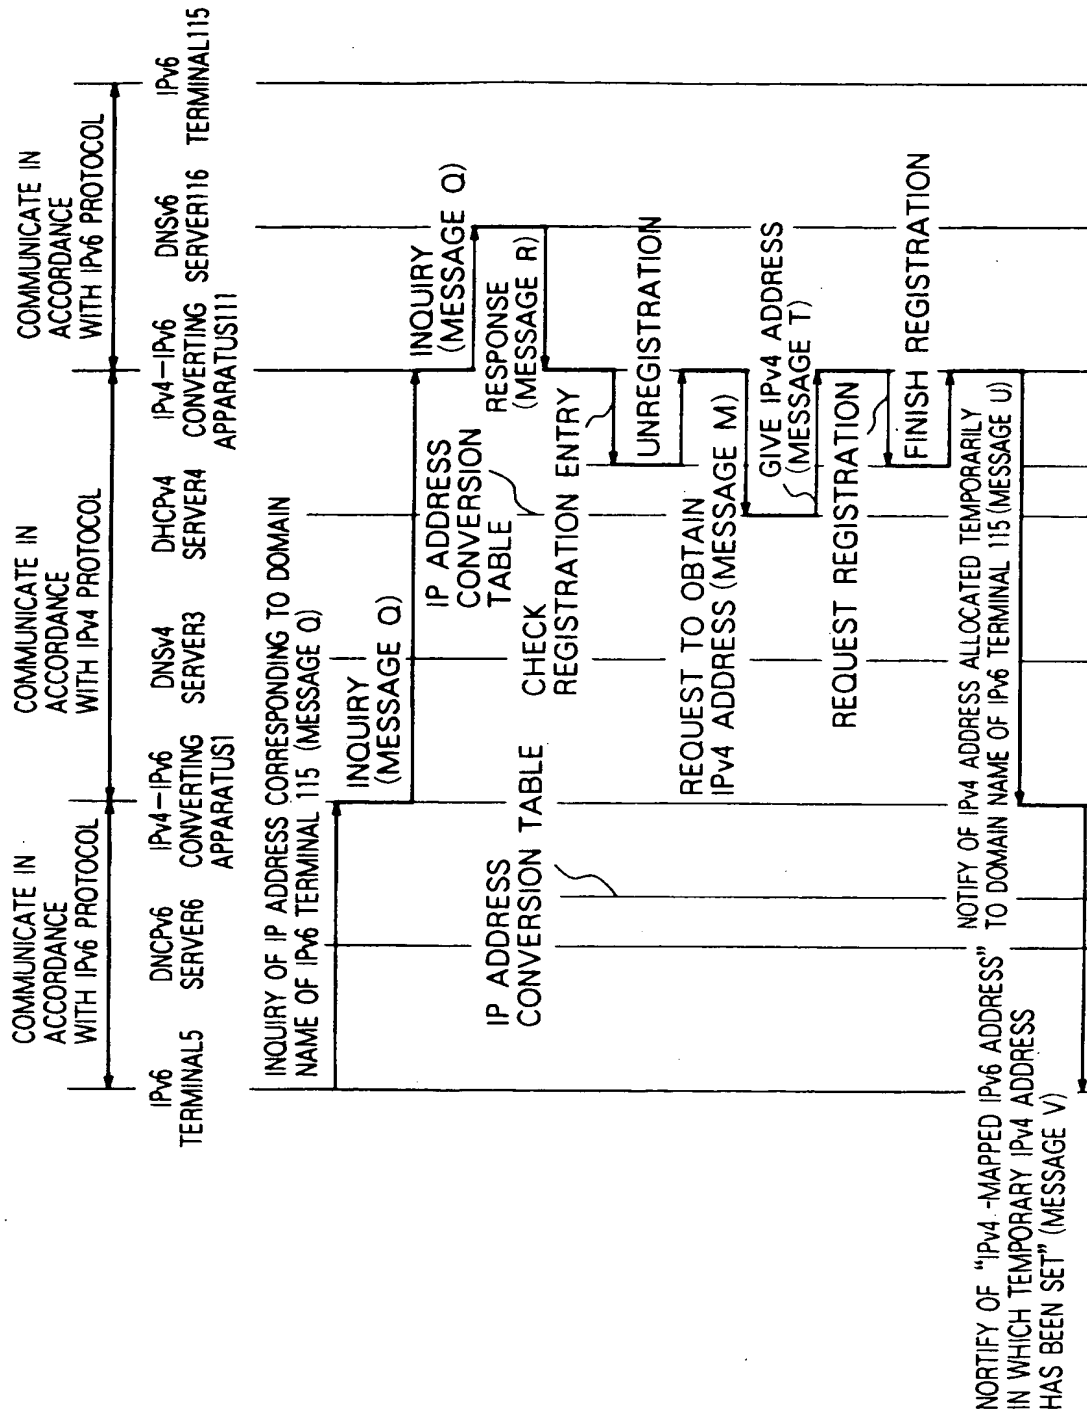 COMMUNICATE IN
ACCORDANCE
WITH IPv6 PROTOCOL
COMMUNICATE IN
ACCORDANCE
WITH IPv4 PROTOCOL
COMMUNICATE IN
ACCORDANCE
WITH IPv6 PROTOCOL
IPv6
TERMINAL5
DNCPv6
SERVER6
IPv4-IPv6
CONVERTING
APPARATUS1
DNSv4
SERVER3
DHCPv4
SERVER4
IPv4-IPv6
CONVERTING
APPARATUS111
DNSv6
SERVER116
IPv6
TERMINAL115
INQUIRY OF IP ADDRESS CORRESPONDING TO DOMAIN
NAME OF IPv6 TERMINAL 115 (MESSAGE Q)
INQUIRY
(MESSAGE Q)
INQUIRY
(MESSAGE Q)
IP ADDRESS
CONVERSION
TABLE
RESPONSE
(MESSAGE R)
IP ADDRESS
CONVERSION TABLE
CHECK
REGISTRATION ENTRY
UNREGISTRATION
REQUEST TO OBTAIN
IPv4 ADDRESS (MESSAGE M)
GIVE IPv4 ADDRESS
(MESSAGE T)
REQUEST REGISTRATION
FINISH REGISTRATION
NOTIFY OF IPv4 ADDRESS ALLOCATED TEMPORARILY
TO DOMAIN NAME OF IPv6 TERMINAL 115 (MESSAGE U)
NORTIFY OF "IPv4 -MAPPED IPv6 ADDRESS"
IN WHICH TEMPORARY IPv4 ADDRESS
HAS BEEN SET" (MESSAGE V)